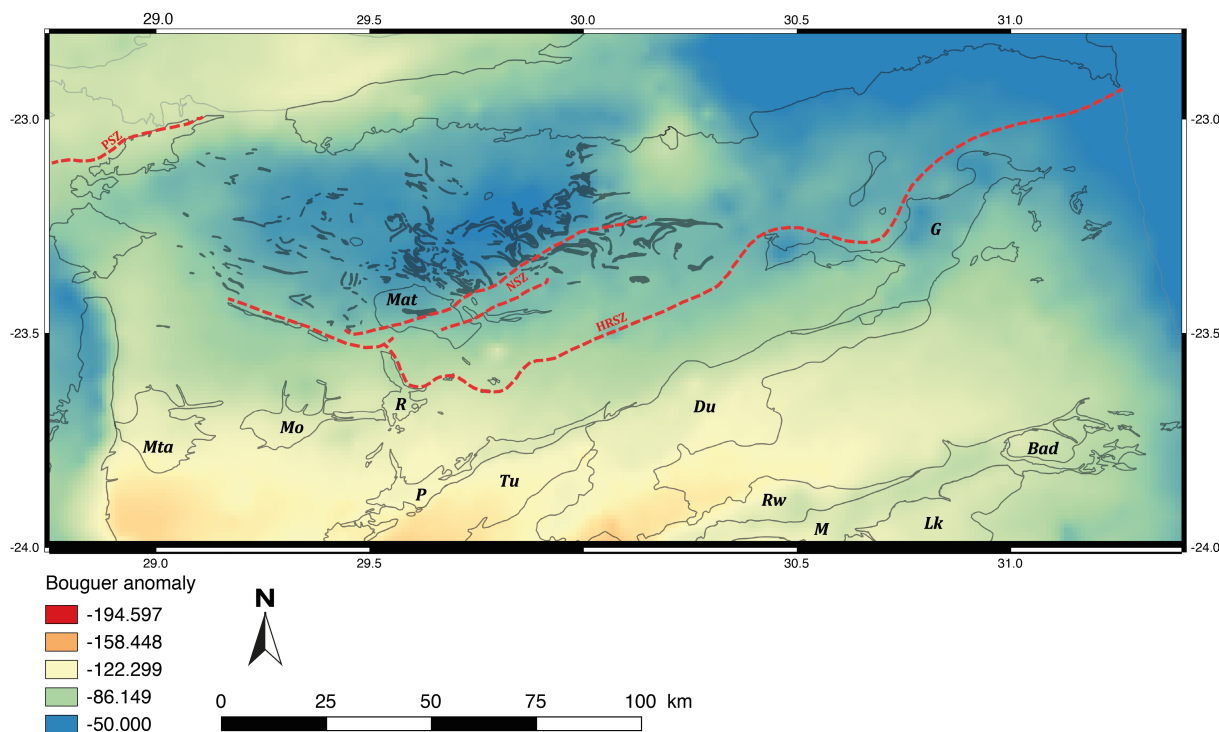 29.0 29.5 30.0 30.5 31.0
-23.0 -23.0
PSZ
G
NSZ
Mat
HRSZ
-23.5 -23.5
R
Du
Mo
Mta
Bad
Tu
P
Rw
Lk
M
-24.0 -24.0
29.0 29.5 30.5 31.0
Bouguer anomaly
-194.597
-158.448
-122.299
-86.149
-50.000
N
0 25 50 75 100 km